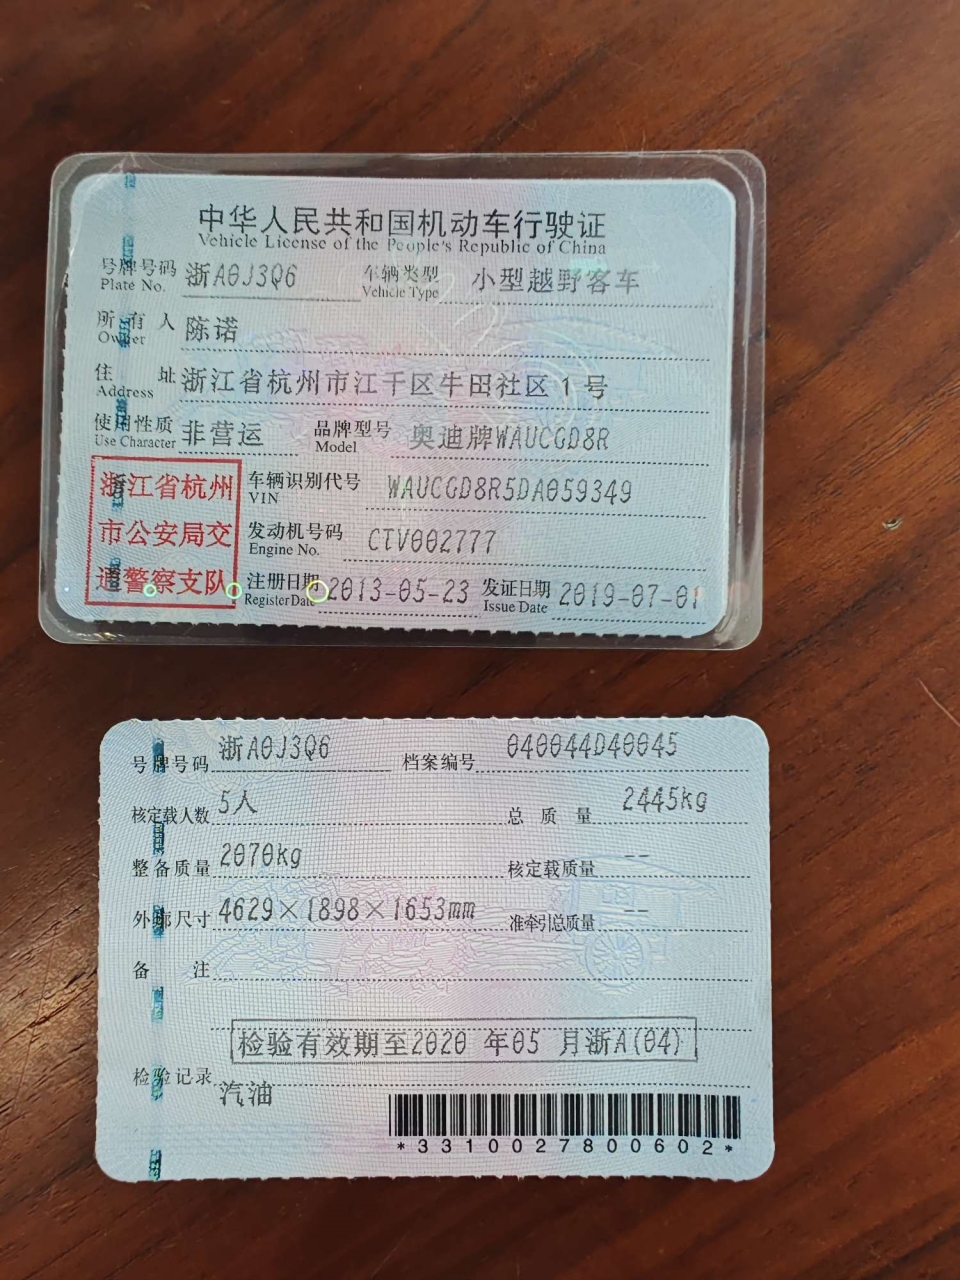 中华人民共和国机动车行驶证
Vehicle License of the People's Republic of China
号牌号码 浙A0J3Q6 车辆类型 小型越野客车
Plate No. Vehicle Type
所有人 陈诺
Owner
住址 浙江省杭州市江干区牛田社区1号
Address
使用性质 非营运 品牌型号 奥迪牌WAUCGD8R
Use Character Model
浙江省杭州
市公安局交
通警察支队
车辆识别代号 WAUCGD8R5DA059349
VIN
发动机号码 CTV002777
Engine No.
注册日期 2013-05-23 发证日期 2019-07-01
Register Date Issue Date
号牌号码 浙A0J3Q6 档案编号 040044D40045
核定载人数 5人 总质量 2445kg
整备质量 2070kg 核定载质量 --
外廓尺寸 4629×1898×1653mm 准牵引总质量 --
备注
检验有效期至2020年05月浙A(04)
检验记录 汽油
*3310027800602*